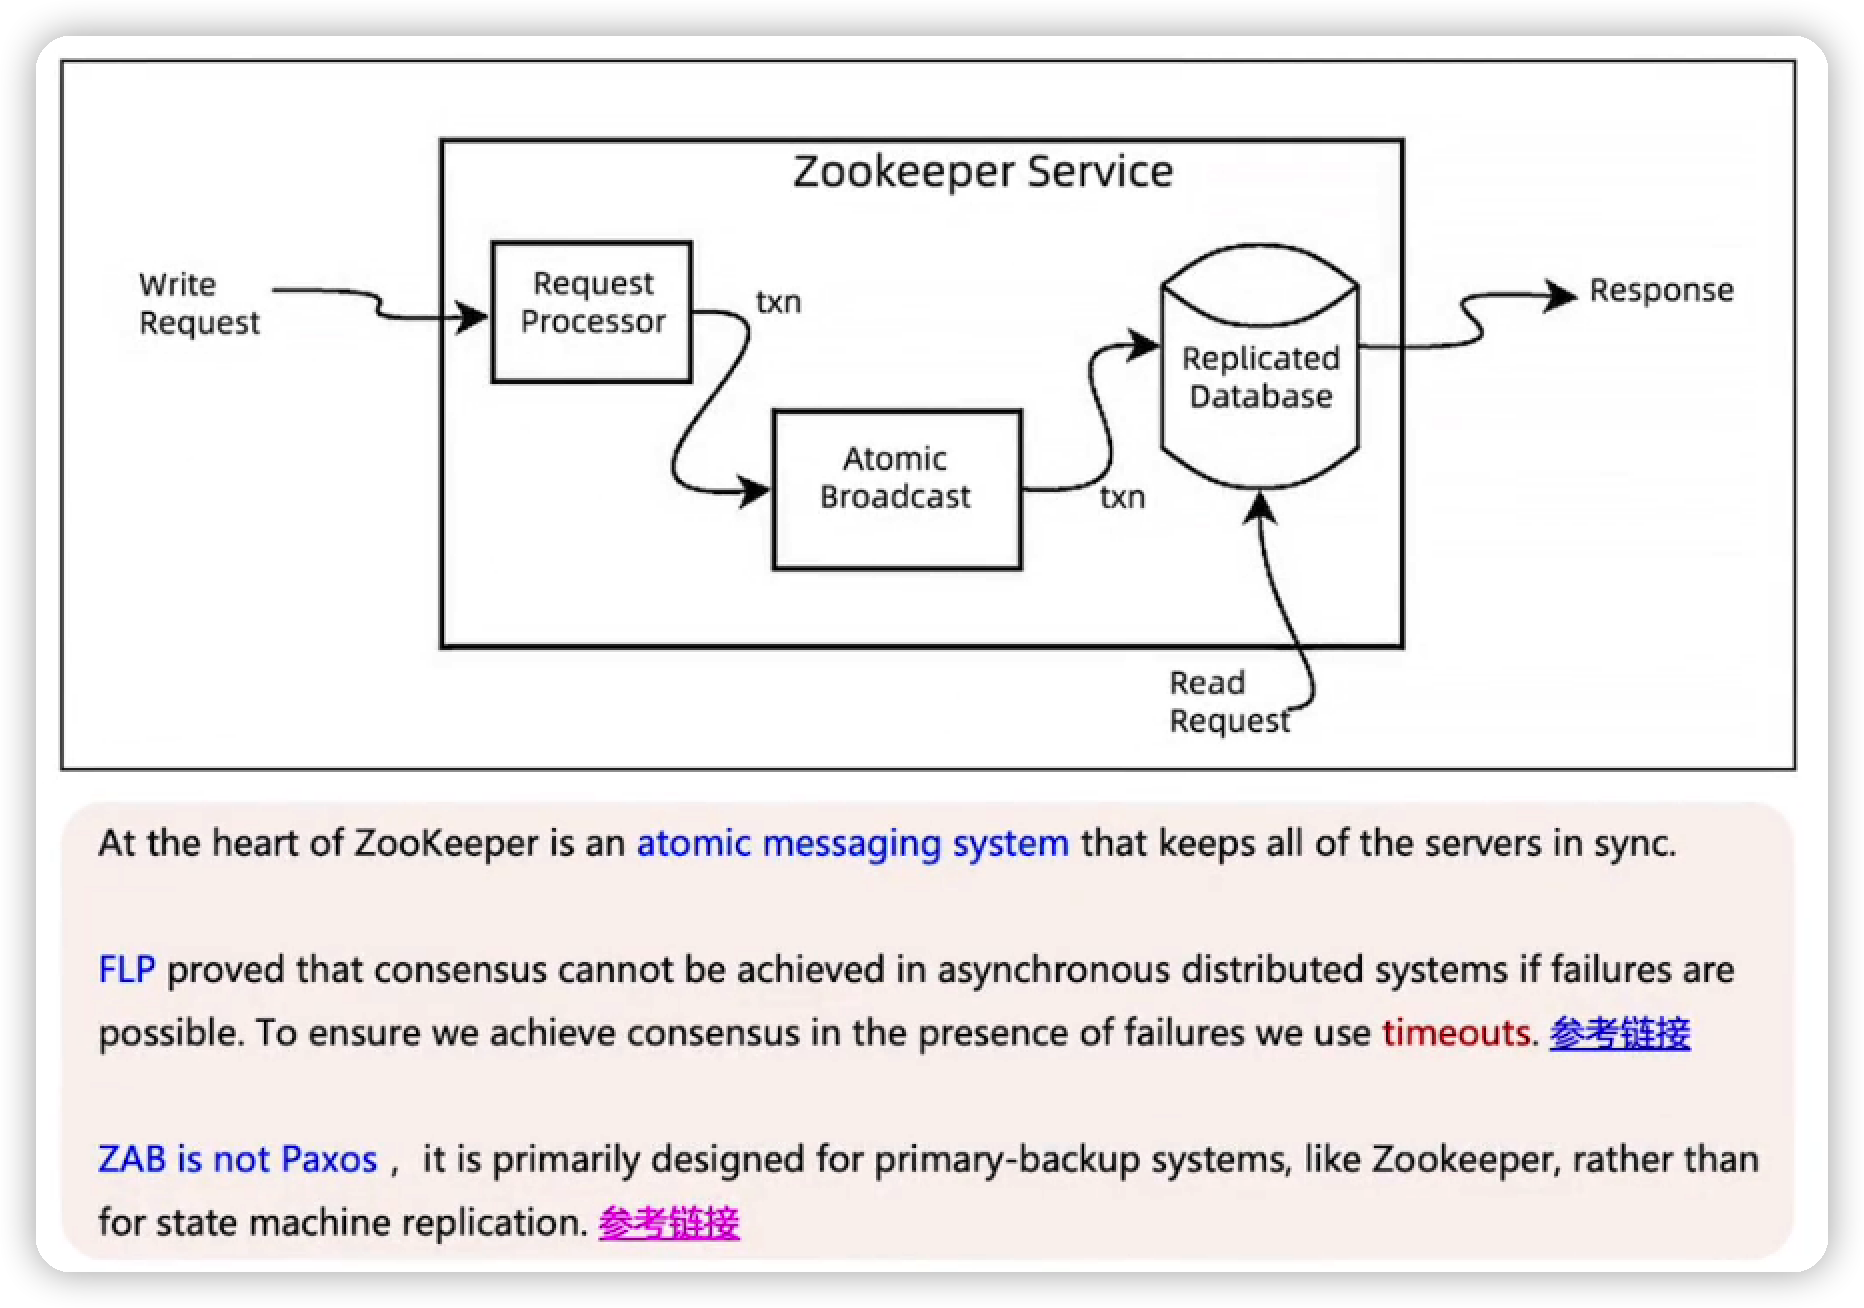 Zookeeper Service
Write
Request
Request
Processor
txn
Atomic
Broadcast
txn
Replicated
Database
Response
Read
Request
At the heart of ZooKeeper is an atomic messaging system that keeps all of the servers in sync.
FLP proved that consensus cannot be achieved in asynchronous distributed systems if failures are
possible. To ensure we achieve consensus in the presence of failures we use timeouts. 参考链接
ZAB is not Paxos ， it is primarily designed for primary-backup systems, like Zookeeper, rather than
for state machine replication. 参考链接